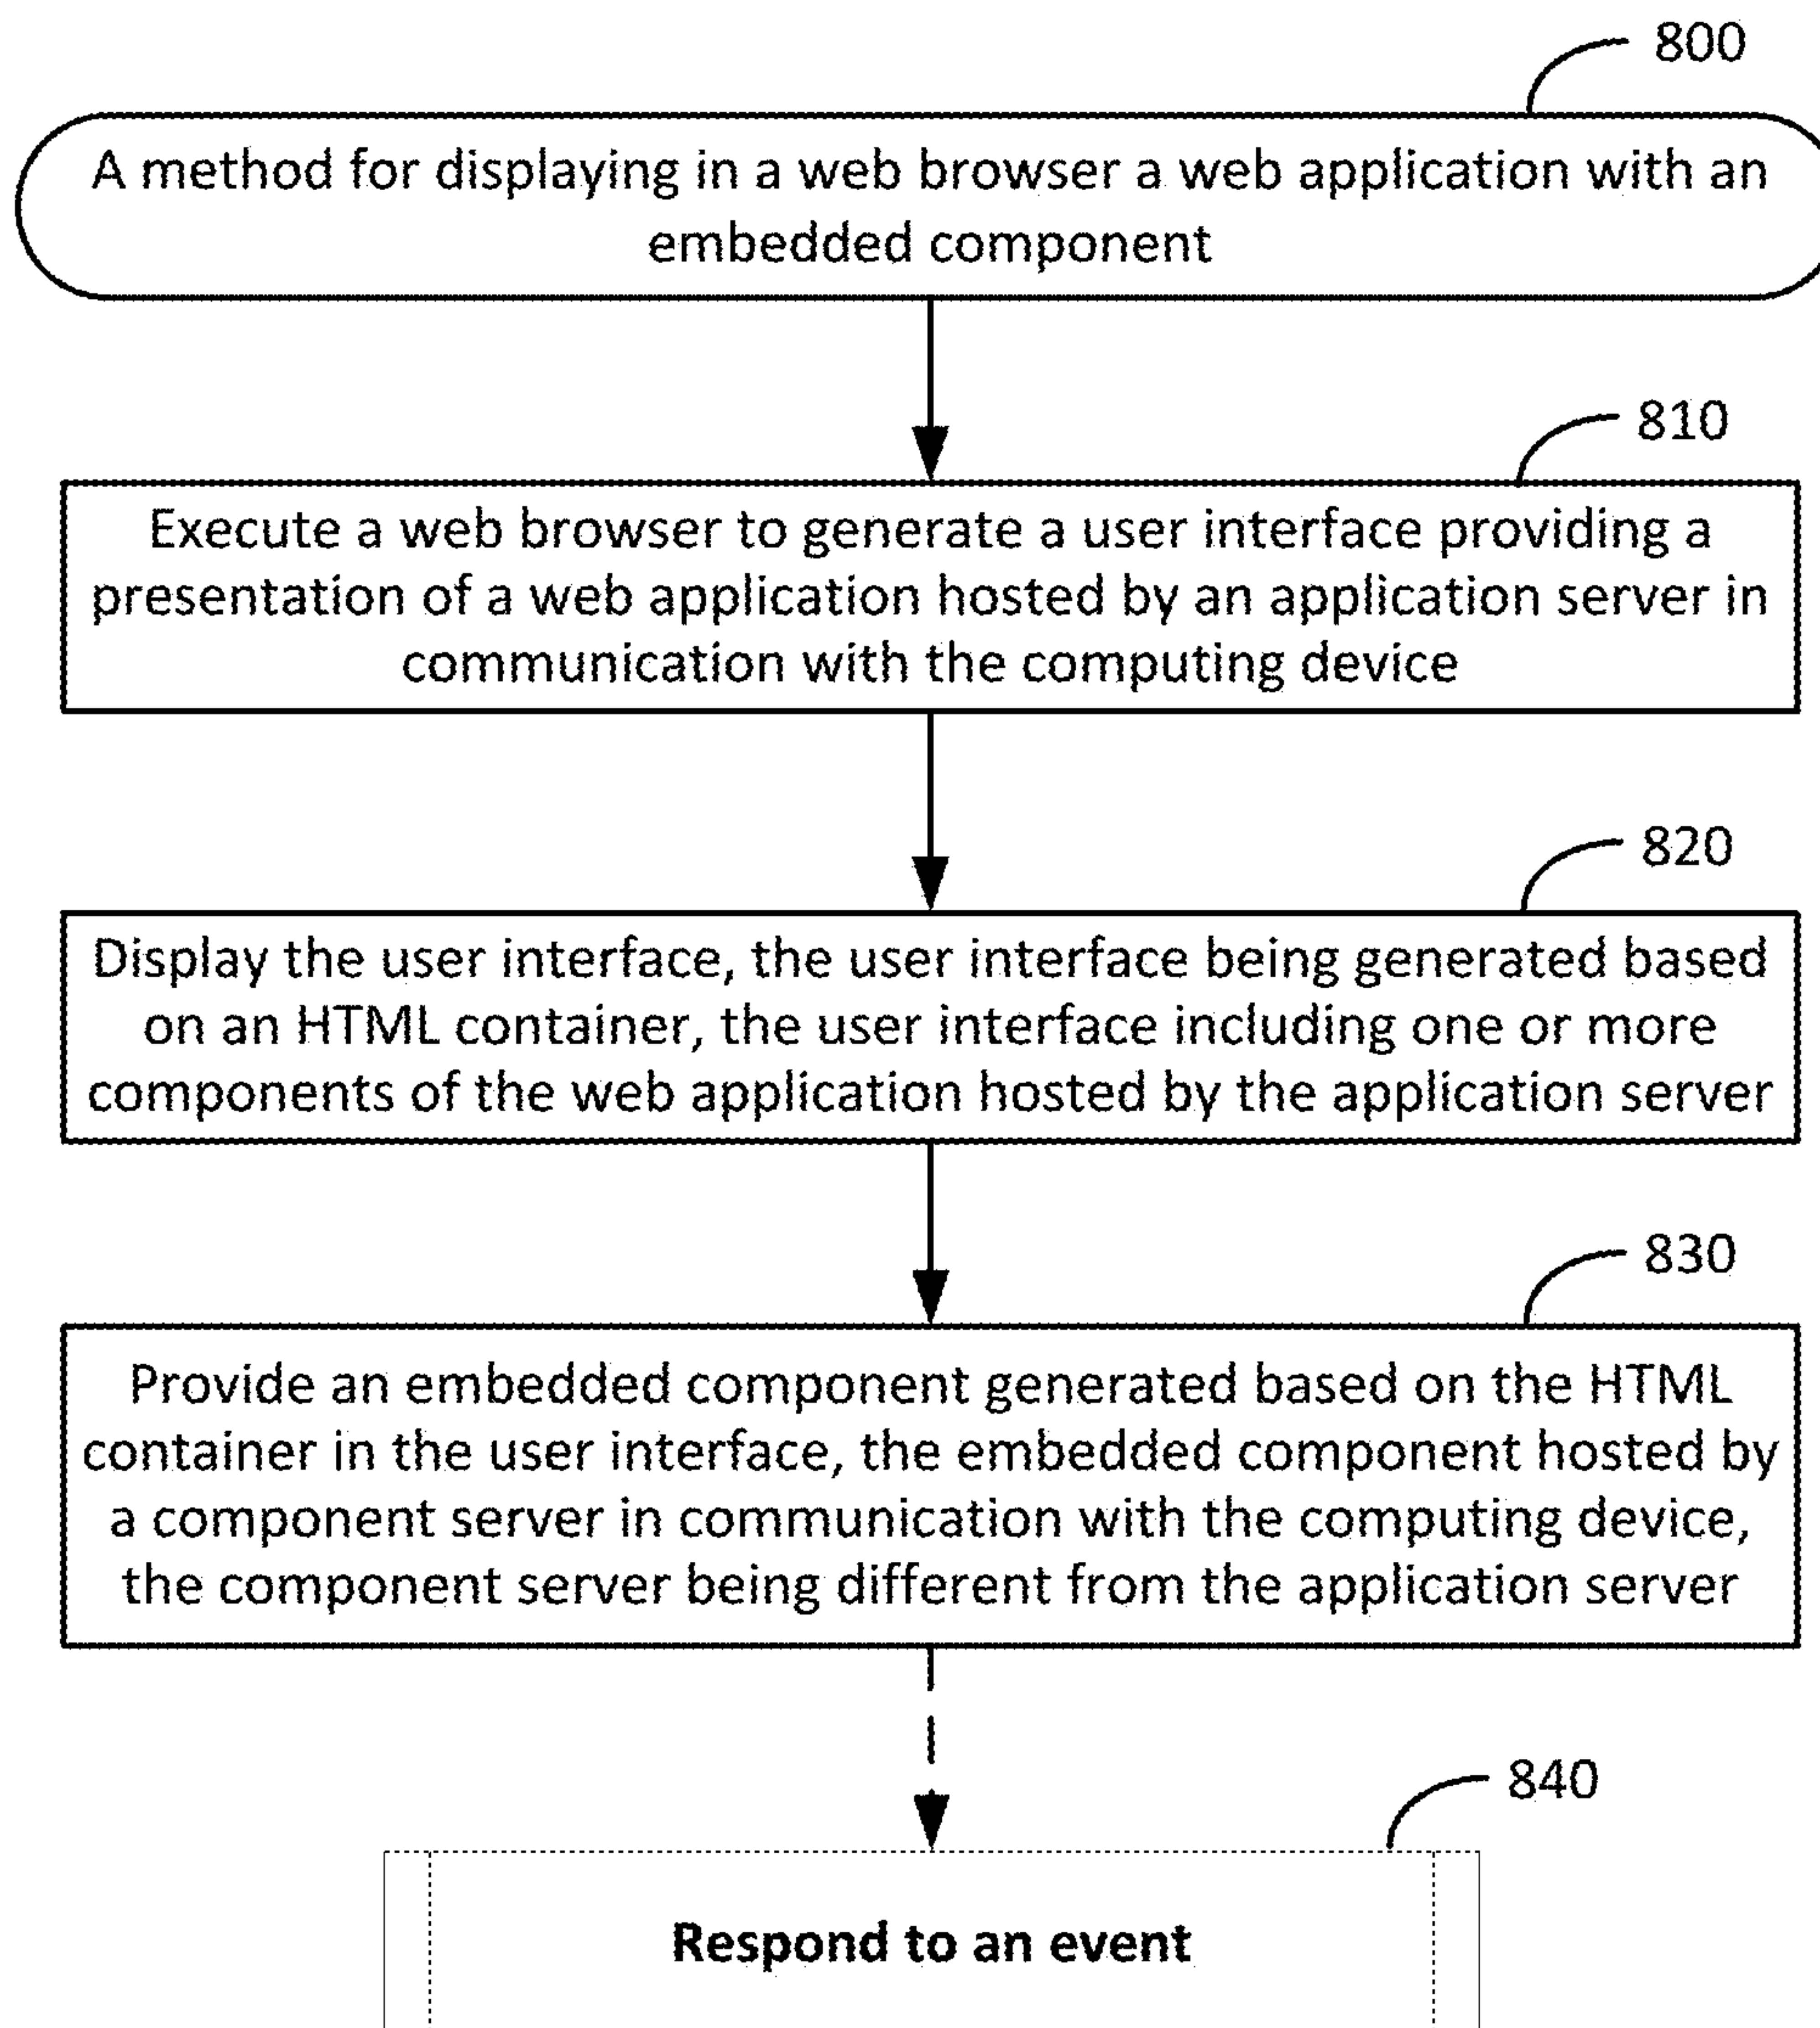 800
A method for displaying in a web browser a web application with an
embedded component
810
Execute a web browser to generate a user interface providing a
presentation of a web application hosted by an application server in
communication with the computing device
820
Display the user interface, the user interface being generated based
on an HTML container, the user interface including one or more
components of the web application hosted by the application server
830
Provide an embedded component generated based on the HTML
container in the user interface, the embedded component hosted by
a component server in communication with the computing device,
the component server being different from the application server
840
Respond to an event